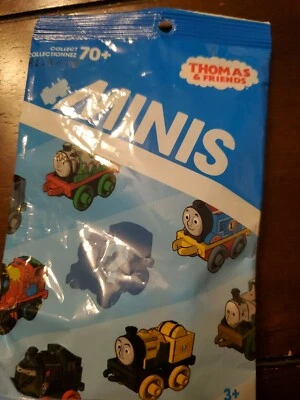 COLLECT
COLLECTIONNEZ 70+
THOMAS
& FRIENDS
MINIS
3+